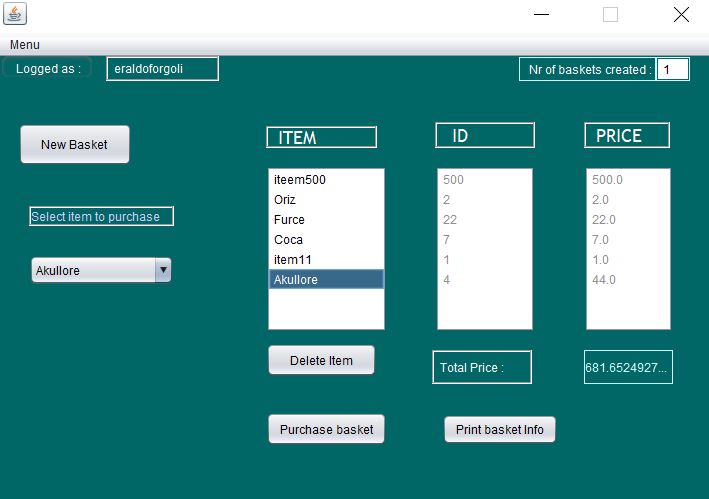 Menu
Logged as : eraldoforgoli Nr of baskets created : 1
New Basket
ITEM ID PRICE
iteem500 500 500.0
Oriz 2 2.0
Select item to purchase
Furce 22 22.0
Coca 7 7.0
item11 1 1.0
Akullore
Akullore 4 44.0
Delete Item Total Price : 681.6524927...
Purchase basket Print basket Info